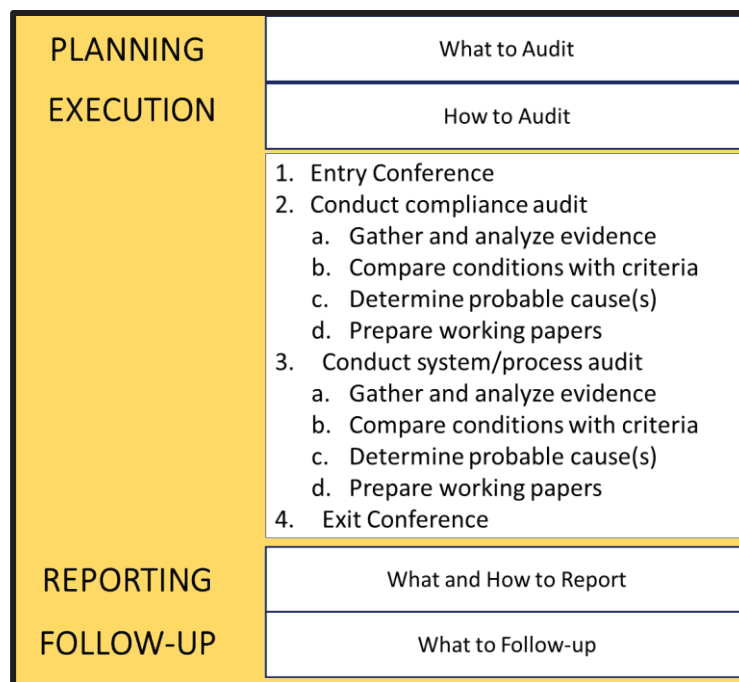 PLANNING
What to Audit
EXECUTION
How to Audit
1. Entry Conference
2. Conduct compliance audit
a. Gather and analyze evidence
b. Compare conditions with criteria
c. Determine probable cause(s)
d. Prepare working papers
3. Conduct system/process audit
a. Gather and analyze evidence
b. Compare conditions with criteria
c. Determine probable cause(s)
d. Prepare working papers
4. Exit Conference
REPORTING
What and How to Report
FOLLOW-UP
What to Follow-up